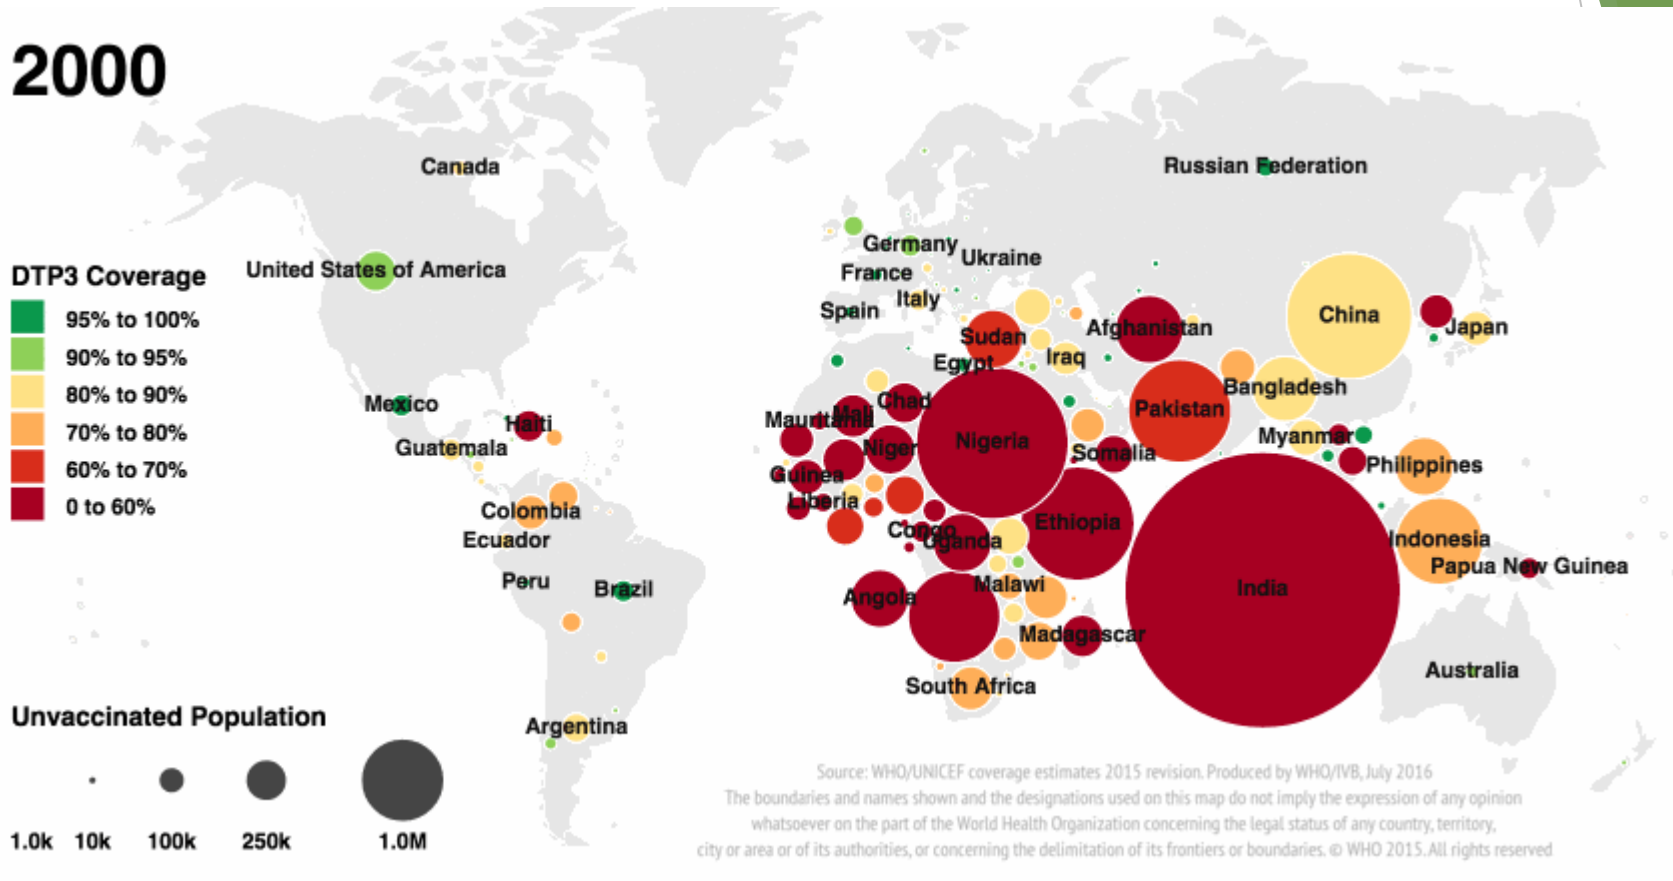 2000
Canada
Russian Federation
Germany
Ukraine
DTP3 Coverage
United States of America
France
Italy
Spain
95% to 100%
90% to 95%
80% to 90%
70% to 80%
60% to 70%
0 to 60%
China
Sudan
Afghanistan
Japan
Egypt
Iraq
Bangladesh
Mexico
Haiti
Guatemala
Chad
Mali
Mauritania
Pakistan
Nigeria
Niger
Somalia
Myanmar
Philippines
Guinea
Liberia
Colombia
Ecuador
Congo
Uganda
Ethiopia
Indonesia
Papua New Guinea
Peru
Brazil
Malawi
Angola
India
Madagascar
Australia
South Africa
Argentina
Unvaccinated Population
1.0k 10k 100k 250k 1.0M
Source: WHO/UNICEF coverage estimates 2015 revision. Produced by WHO/IVB, July 2016
The boundaries and names shown and the designations used on this map do not imply the expression of any opinion
whatsoever on the part of the World Health Organization concerning the legal status of any country, territory,
city or area or of its authorities, or concerning the delimitation of its frontiers or boundaries. © WHO 2015. All rights reserved